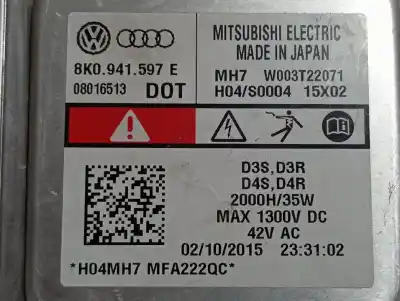 MITSUBISHI ELECTRIC
MADE IN JAPAN
8K0.941.597 E
08016513 DOT
MH7 W003T22071
H04/S0004 15X02
D3S,D3R
D4S,D4R
2000H/35W
MAX 1300V DC
42V AC
02/10/2015 23:31:02
*H04MH7 MFA222QC*